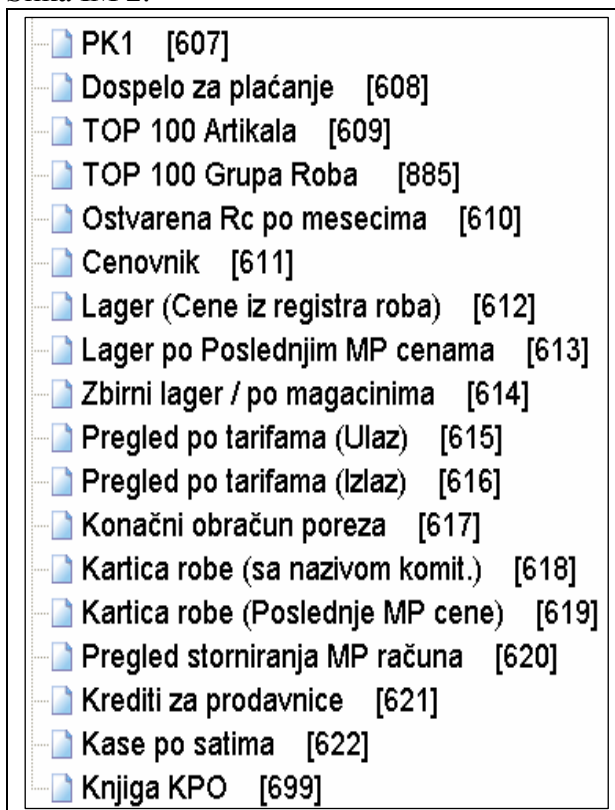 PK1 [607]
Dospelo za plaćanje [608]
TOP 100 Artikala [609]
TOP 100 Grupa Roba [885]
Ostvarena Rc po mesecima [610]
Cenovnik [611]
Lager (Cene iz registra roba) [612]
Lager po Poslednjim MP cenama [613]
Zbirni lager / po magacinima [614]
Pregled po tarifama (Ulaz) [615]
Pregled po tarifama (Izlaz) [616]
Konačni obračun poreza [617]
Kartica robe (sa nazivom komit.) [618]
Kartica robe (Poslednje MP cene) [619]
Pregled storniranja MP računa [620]
Krediti za prodavnice [621]
Kase po satima [622]
Knjiga KPO [699]